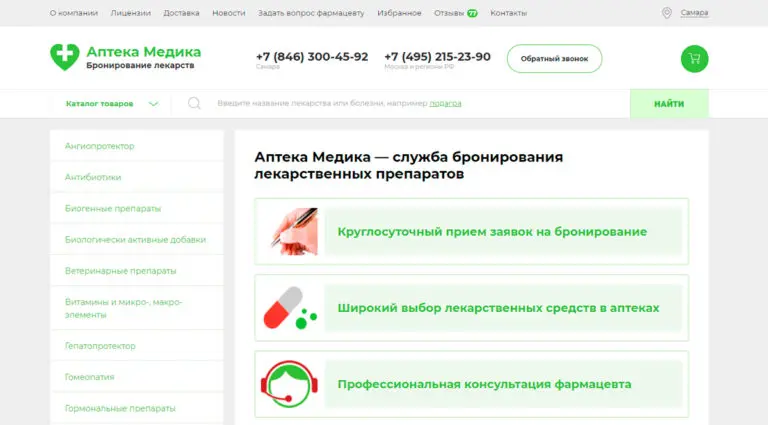 О компании Лицензии Доставка Новости Задать вопрос фармацевту Избранное Отзывы 77 Контакты Самара
Аптека Медика
Бронирование лекарств
+7 (846) 300-45-92
Самара
+7 (495) 215-23-90
Москва и регионы РФ
Обратный звонок
Каталог товаров
Введите название лекарства или болезни, например подагра
НАЙТИ
Ангиопротектор
Антибиотики
Биогенные препараты
Биологически активные добавки
Ветеринарные препараты
Витамины и микро-, макро-
элементы
Гепатопротектор
Гомеопатия
Гормональные препараты
Аптека Медика — служба бронирования
лекарственных препаратов
Круглосуточный прием заявок на бронирование
Широкий выбор лекарственных средств в аптеках
Профессиональная консультация фармацевта